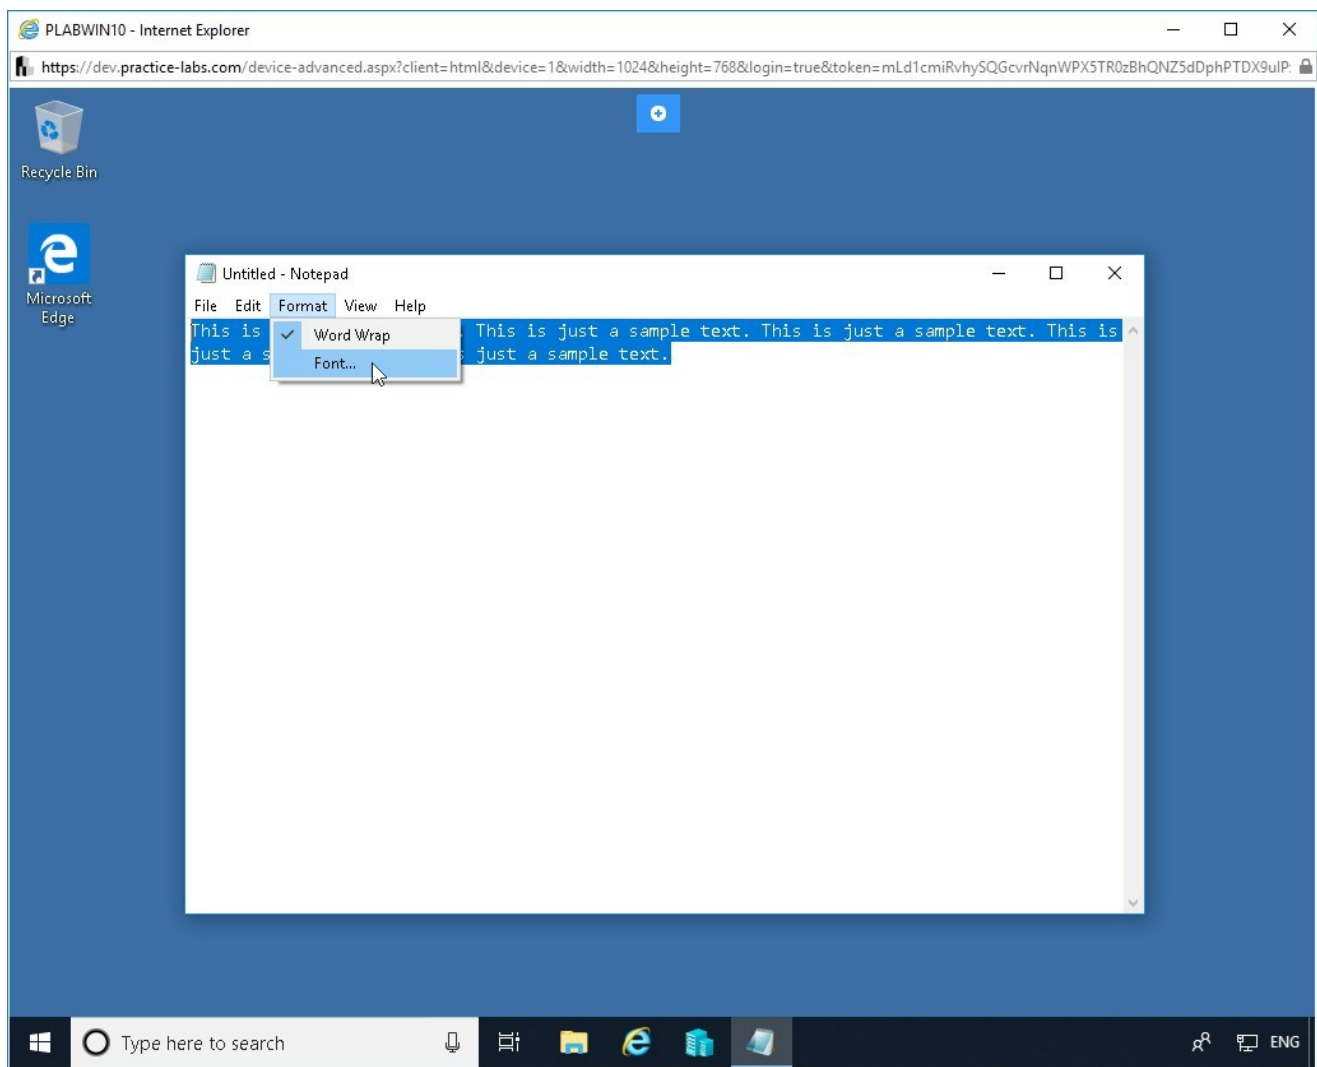 PLABWIN10 - Internet Explorer
https://dev.practice-labs.com/device-advanced.aspx?client=html&device=1&width=1024&height=768&login=true&token=mLd1cmiRvhySQGcvrNqnWPX5TR0zBhQNZ5dDphPTDX9uIP:
Recycle Bin
Microsoft
Edge
Untitled - Notepad
File Edit Format View Help
This is This is just a sample text. This is just a sample text. This is
just a s just a sample text.
Word Wrap
Font...
Type here to search
ENG